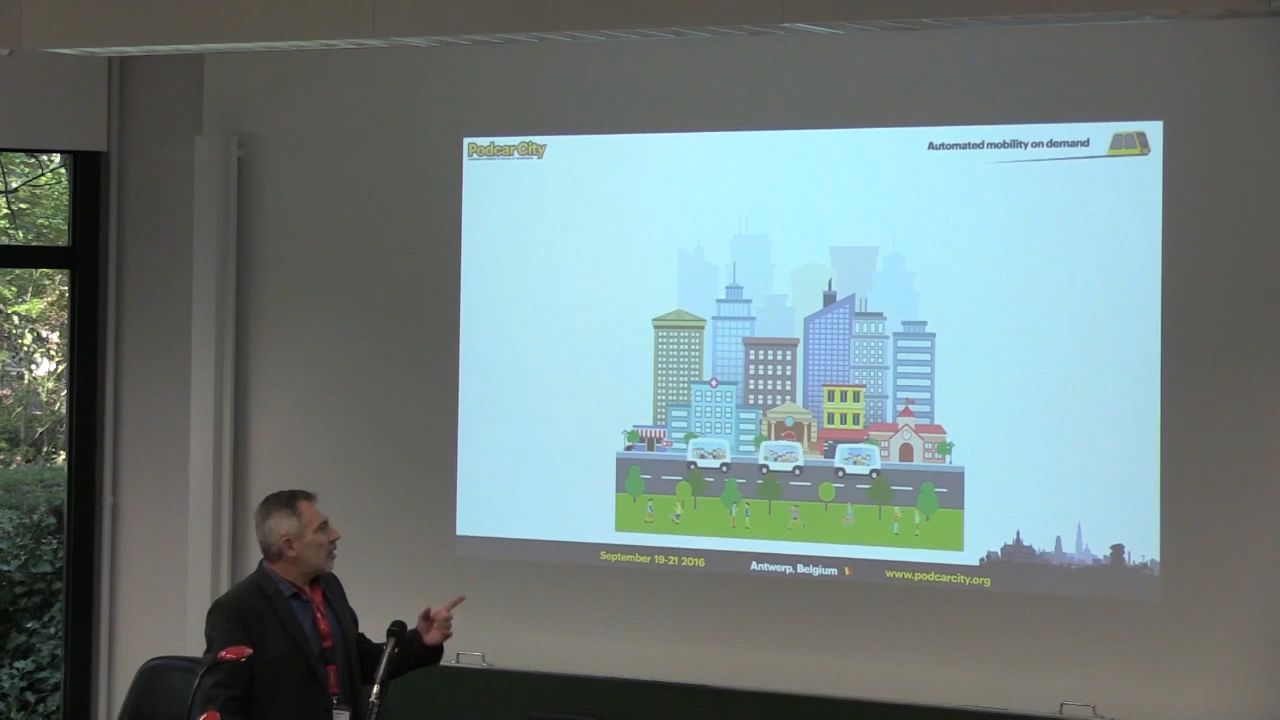 Podcar City
Automated mobility on demand
September 19-21 2016
Antwerp, Belgium
www.podcarcity.org